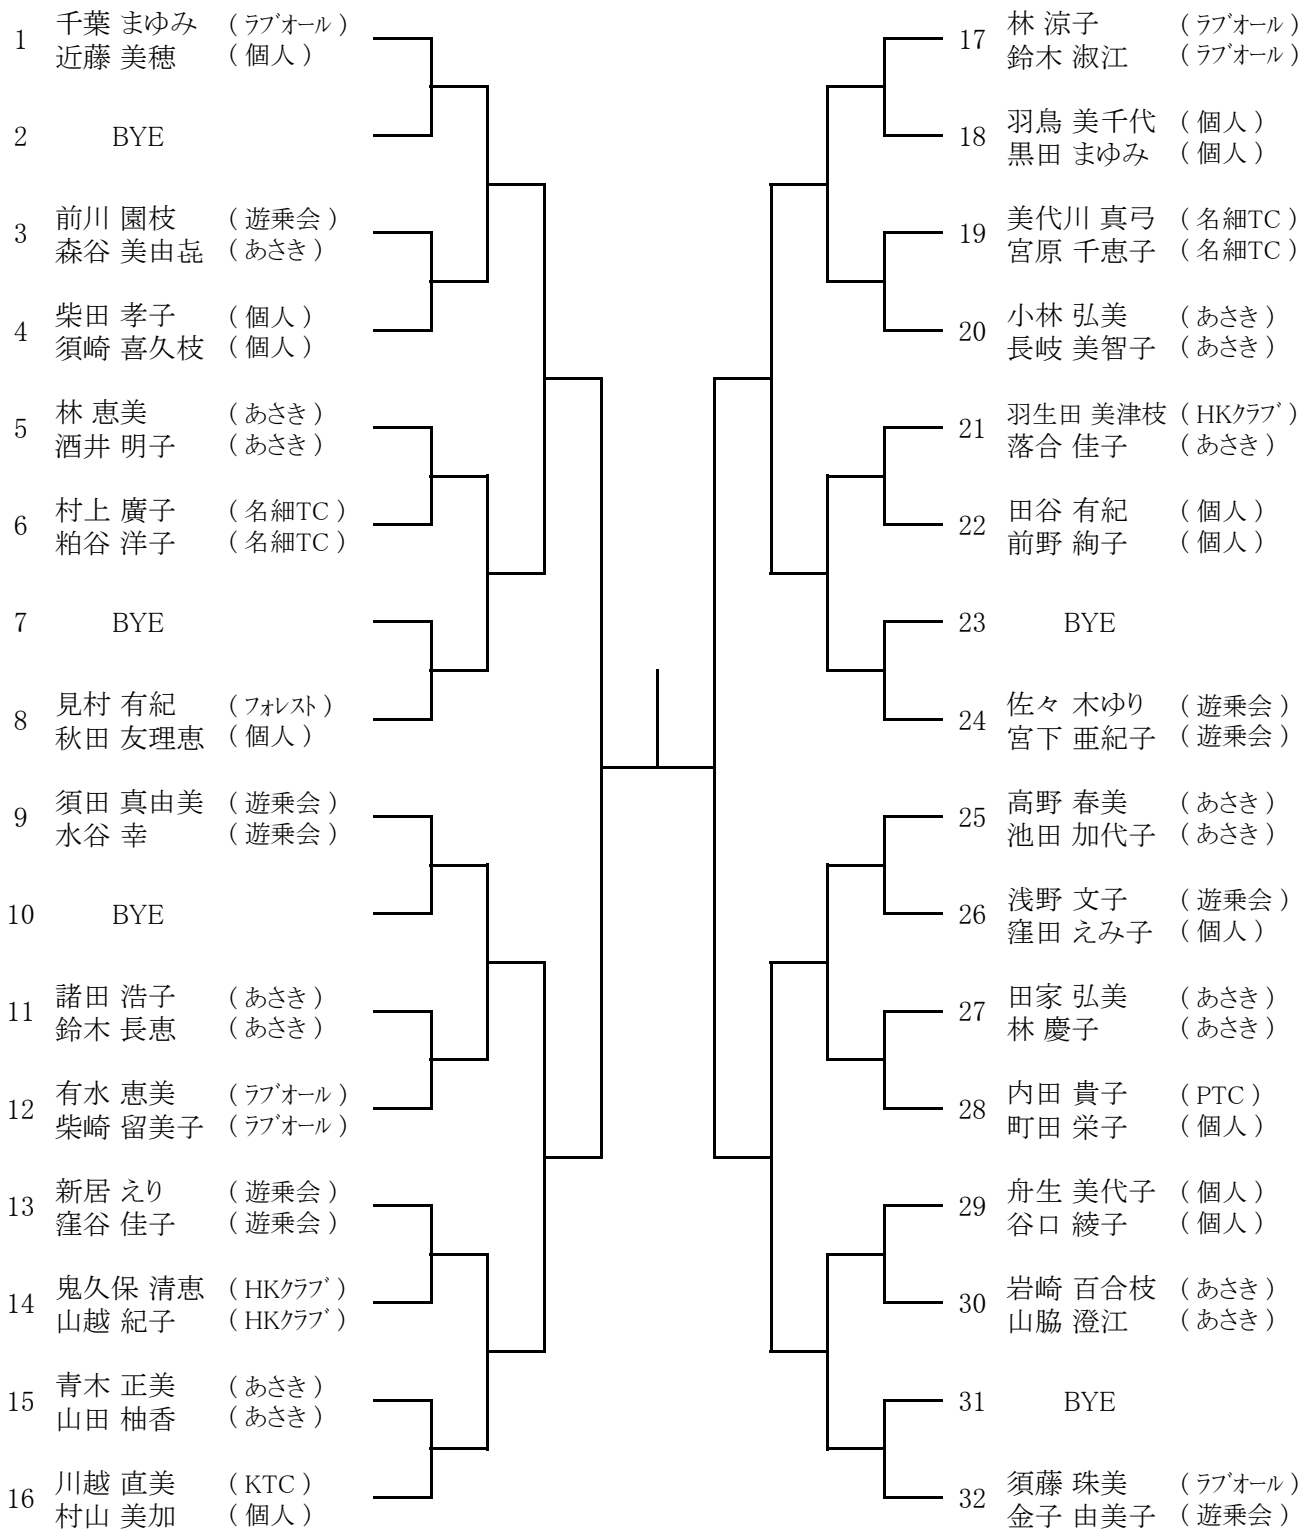 1 千葉 まゆみ ( ラブオール )
近藤 美穂 ( 個人 )
2 BYE
3 前川 園枝 ( 遊乗会 )
森谷 美由㐂 ( あさき )
4 柴田 孝子 ( 個人 )
須崎 喜久枝 ( 個人 )
5 林 恵美 ( あさき )
酒井 明子 ( あさき )
6 村上 廣子 ( 名細TC )
粕谷 洋子 ( 名細TC )
7 BYE
8 見村 有紀 ( フォレスト )
秋田 友理恵 ( 個人 )
9 須田 真由美 ( 遊乗会 )
水谷 幸 ( 遊乗会 )
10 BYE
11 諸田 浩子 ( あさき )
鈴木 長恵 ( あさき )
12 有水 恵美 ( ラブオール )
柴崎 留美子 ( ラブオール )
13 新居 えり ( 遊乗会 )
窪谷 佳子 ( 遊乗会 )
14 鬼久保 清恵 ( HKクラブ )
山越 紀子 ( HKクラブ )
15 青木 正美 ( あさき )
山田 柚香 ( あさき )
16 川越 直美 ( KTC )
村山 美加 ( 個人 )
17 林 涼子 ( ラブオール )
鈴木 淑江 ( ラブオール )
18 羽鳥 美千代 ( 個人 )
黒田 まゆみ ( 個人 )
19 美代川 真弓 ( 名細TC )
宮原 千恵子 ( 名細TC )
20 小林 弘美 ( あさき )
長岐 美智子 ( あさき )
21 羽生田 美津枝 ( HKクラブ )
落合 佳子 ( あさき )
22 田谷 有紀 ( 個人 )
前野 絢子 ( 個人 )
23 BYE
24 佐々 木ゆり ( 遊乗会 )
宮下 亜紀子 ( 遊乗会 )
25 高野 春美 ( あさき )
池田 加代子 ( あさき )
26 浅野 文子 ( 遊乗会 )
窪田 えみ子 ( 個人 )
27 田家 弘美 ( あさき )
林 慶子 ( あさき )
28 内田 貴子 ( PTC )
町田 栄子 ( 個人 )
29 舟生 美代子 ( 個人 )
谷口 綾子 ( 個人 )
30 岩崎 百合枝 ( あさき )
山脇 澄江 ( あさき )
31 BYE
32 須藤 珠美 ( ラブオール )
金子 由美子 ( 遊乗会 )